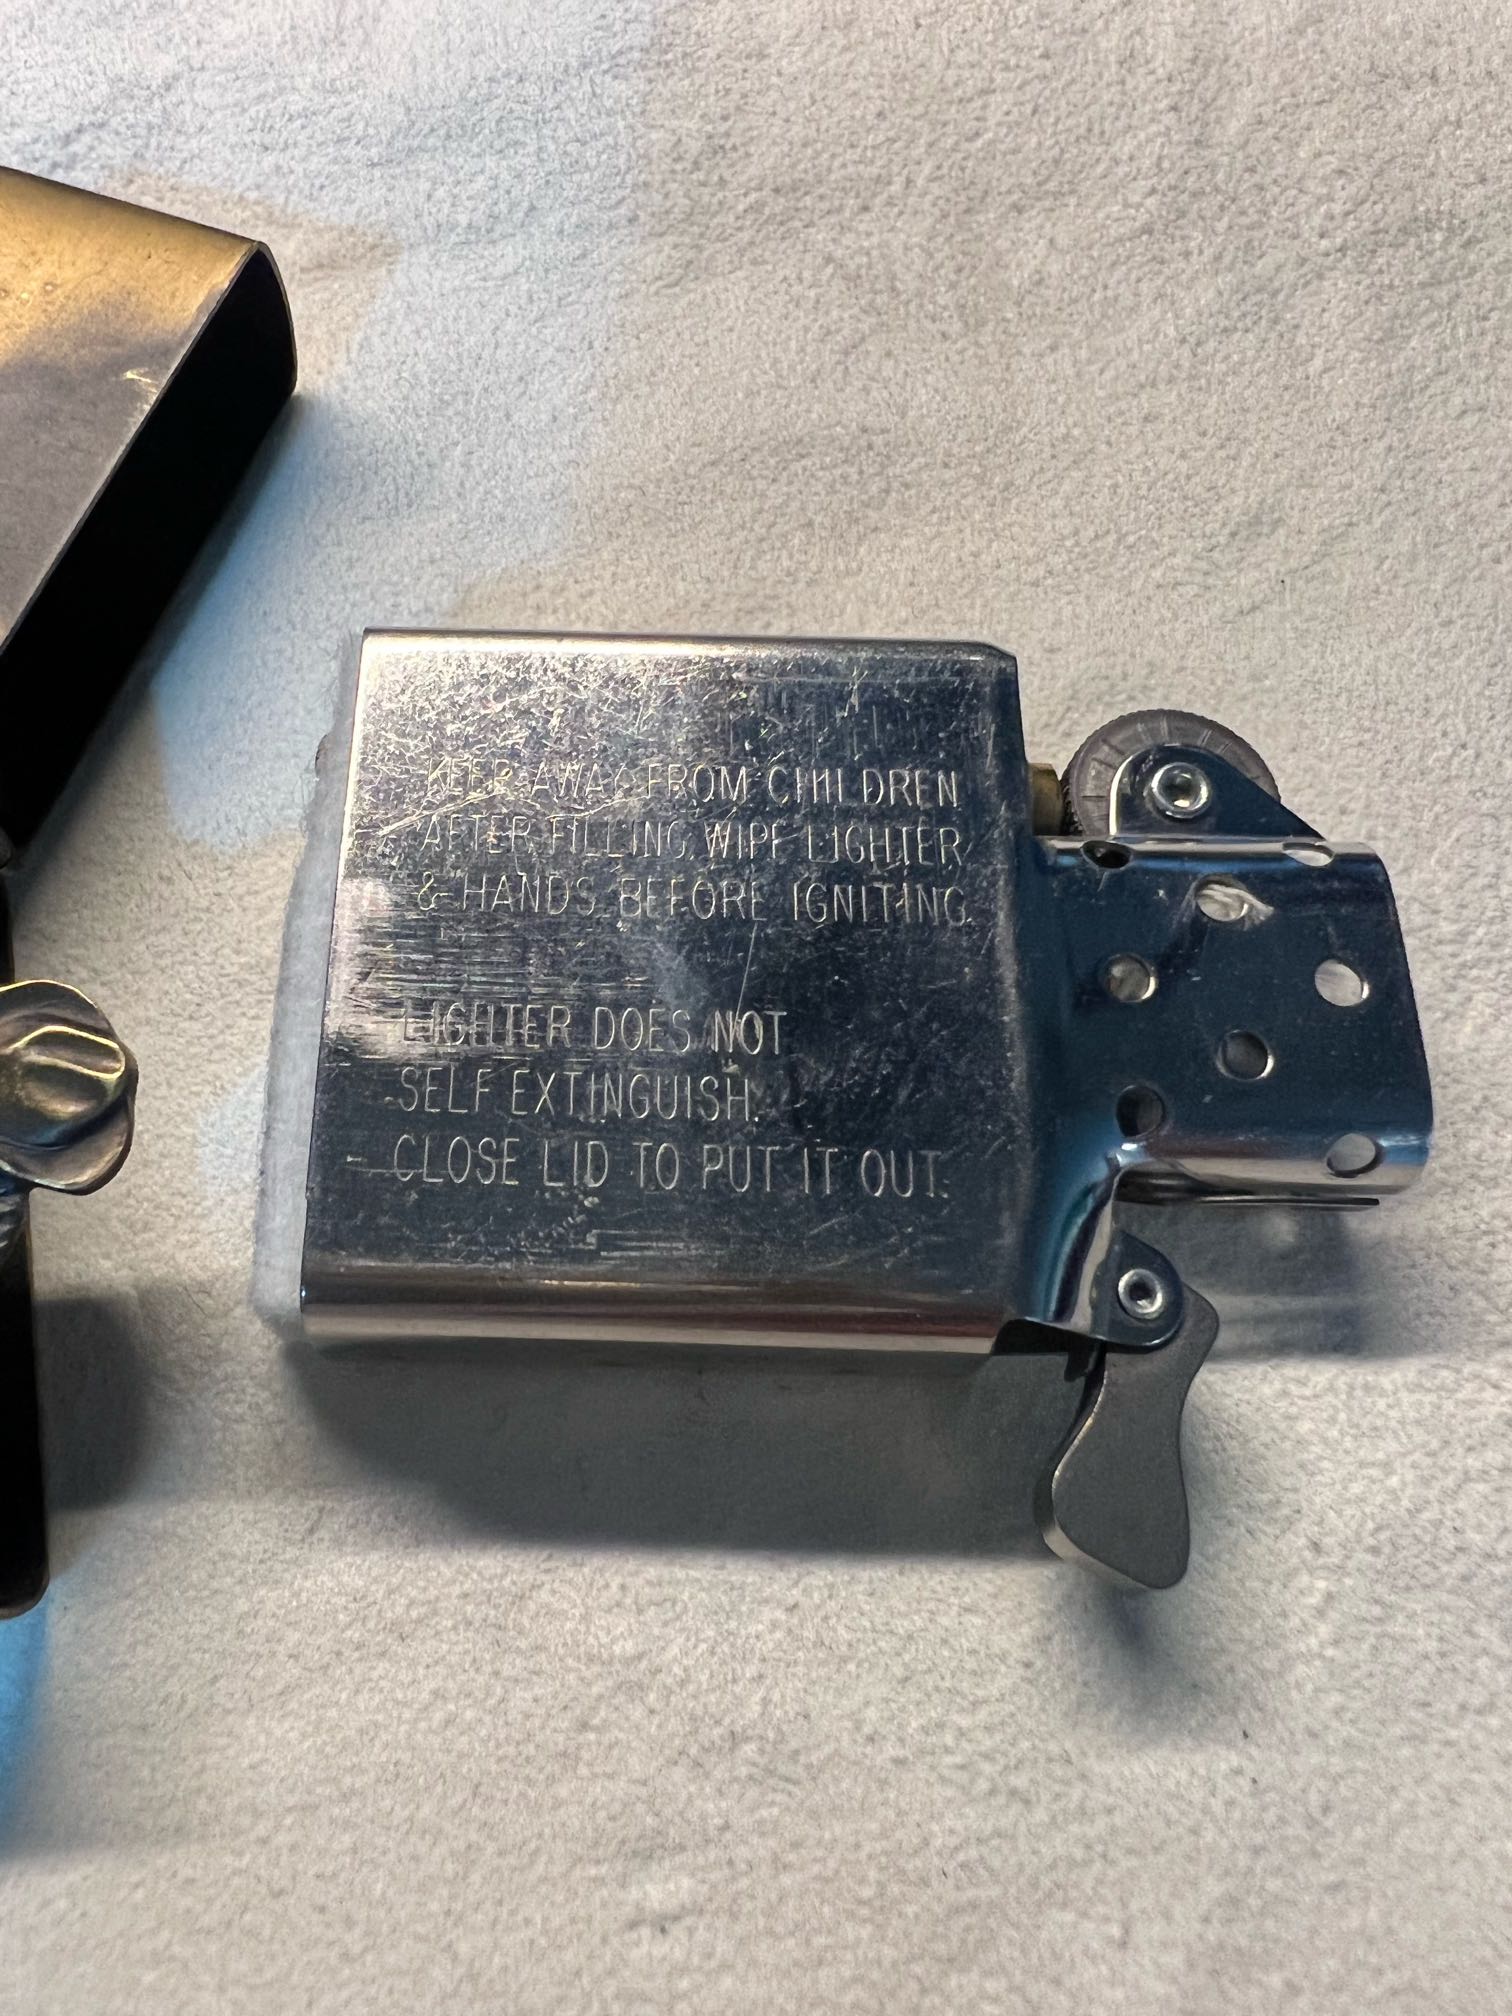 KEEP AWAY FROM CHILDREN
AFTER FILLING WIPE LIGHTER
& HANDS BEFORE IGNITING.
LIGHTER DOES NOT
SELF EXTINGUISH.
CLOSE LID TO PUT IT OUT.